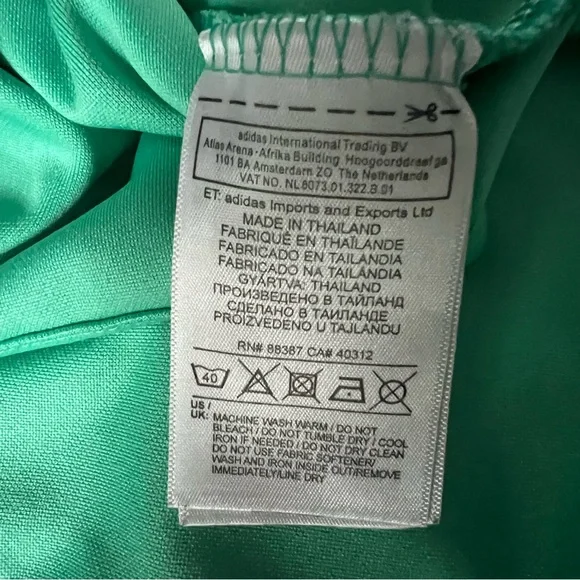 adidas International Trading BV
Atlas Arena - Afrika Building Hoogoorddreef 9a
1101 BA Amsterdam ZO The Netherlands
VAT NO. NL 8073.01.322.B.01
ET: adidas Imports and Exports Ltd
MADE IN THAILAND
FABRIQUÉ EN THAÏLANDE
FABRICADO EN TAILANDIA
FABRICADO NA TAILÂNDIA
GYÁRTVA: THAILAND
ПРОИЗВЕДЕНО В ТАЙЛАНД
СДЕЛАНО В ТАИЛАНДЕ
PROIZVEDENO U TAJLANDU
RN# 88387 CA# 40312
40
US /
UK: MACHINE WASH WARM / DO NOT
BLEACH / DO NOT TUMBLE DRY / COOL
IRON IF NEEDED / DO NOT DRY CLEAN
DO NOT USE FABRIC SOFTENER/
WASH AND IRON INSIDE OUT/REMOVE
IMMEDIATELY/LINE DRY